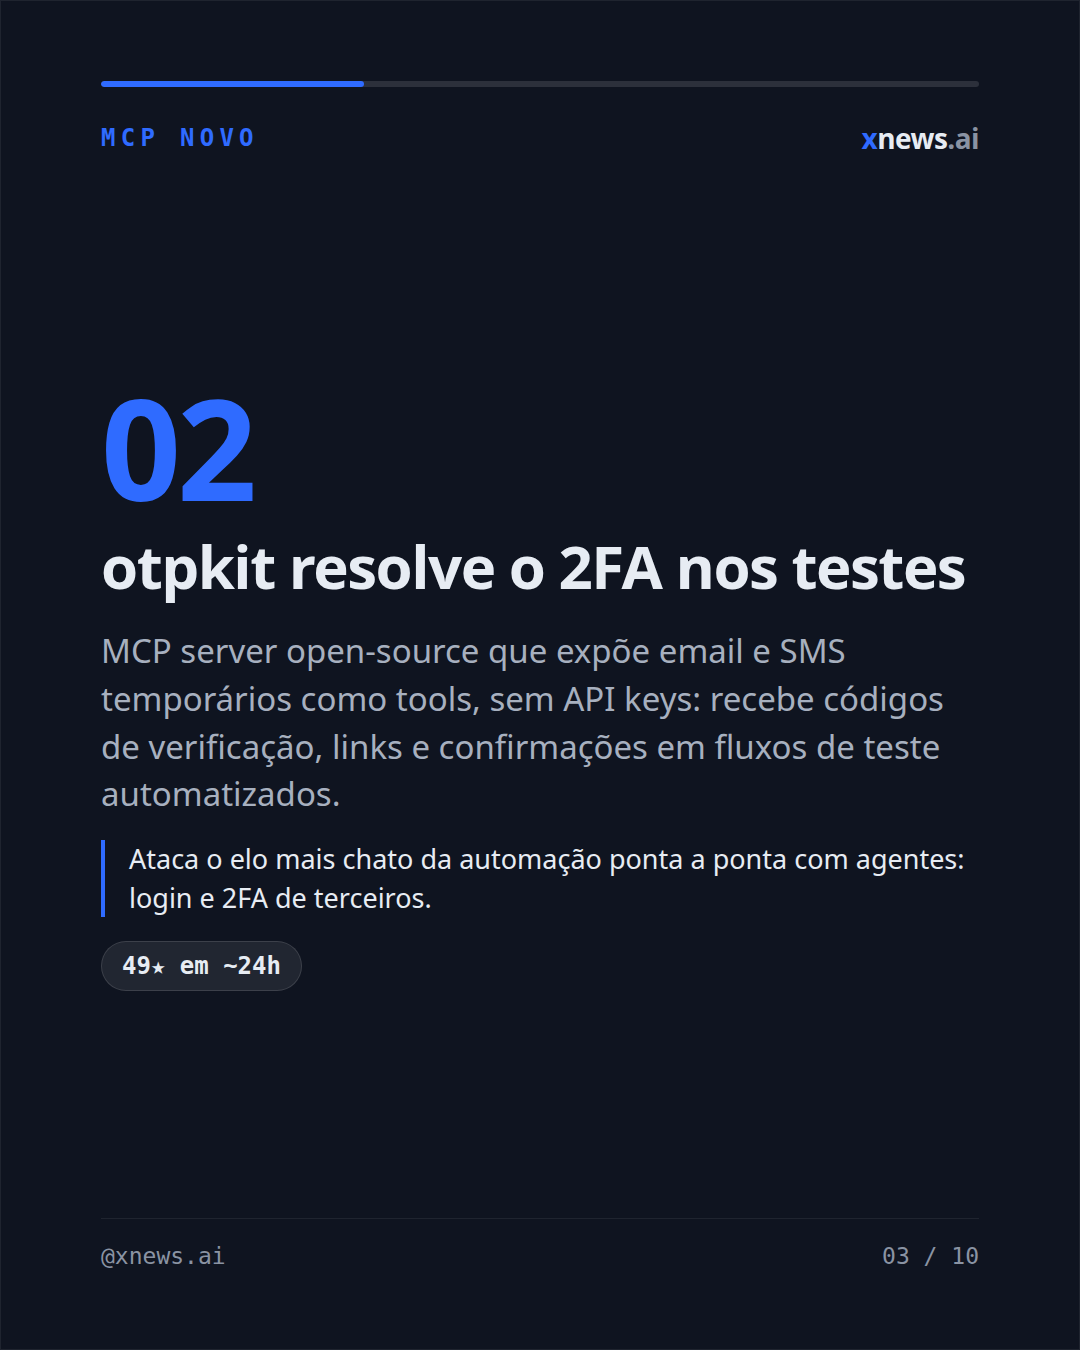 MCP NOVO
xnews.ai
02
otpkit resolve o 2FA nos testes
MCP server open-source que expõe email e SMS
temporários como tools, sem API keys: recebe códigos
de verificação, links e confirmações em fluxos de teste
automatizados.
Ataca o elo mais chato da automação ponta a ponta com agentes:
login e 2FA de terceiros.
49★ em ~24h
@xnews.ai
03 / 10